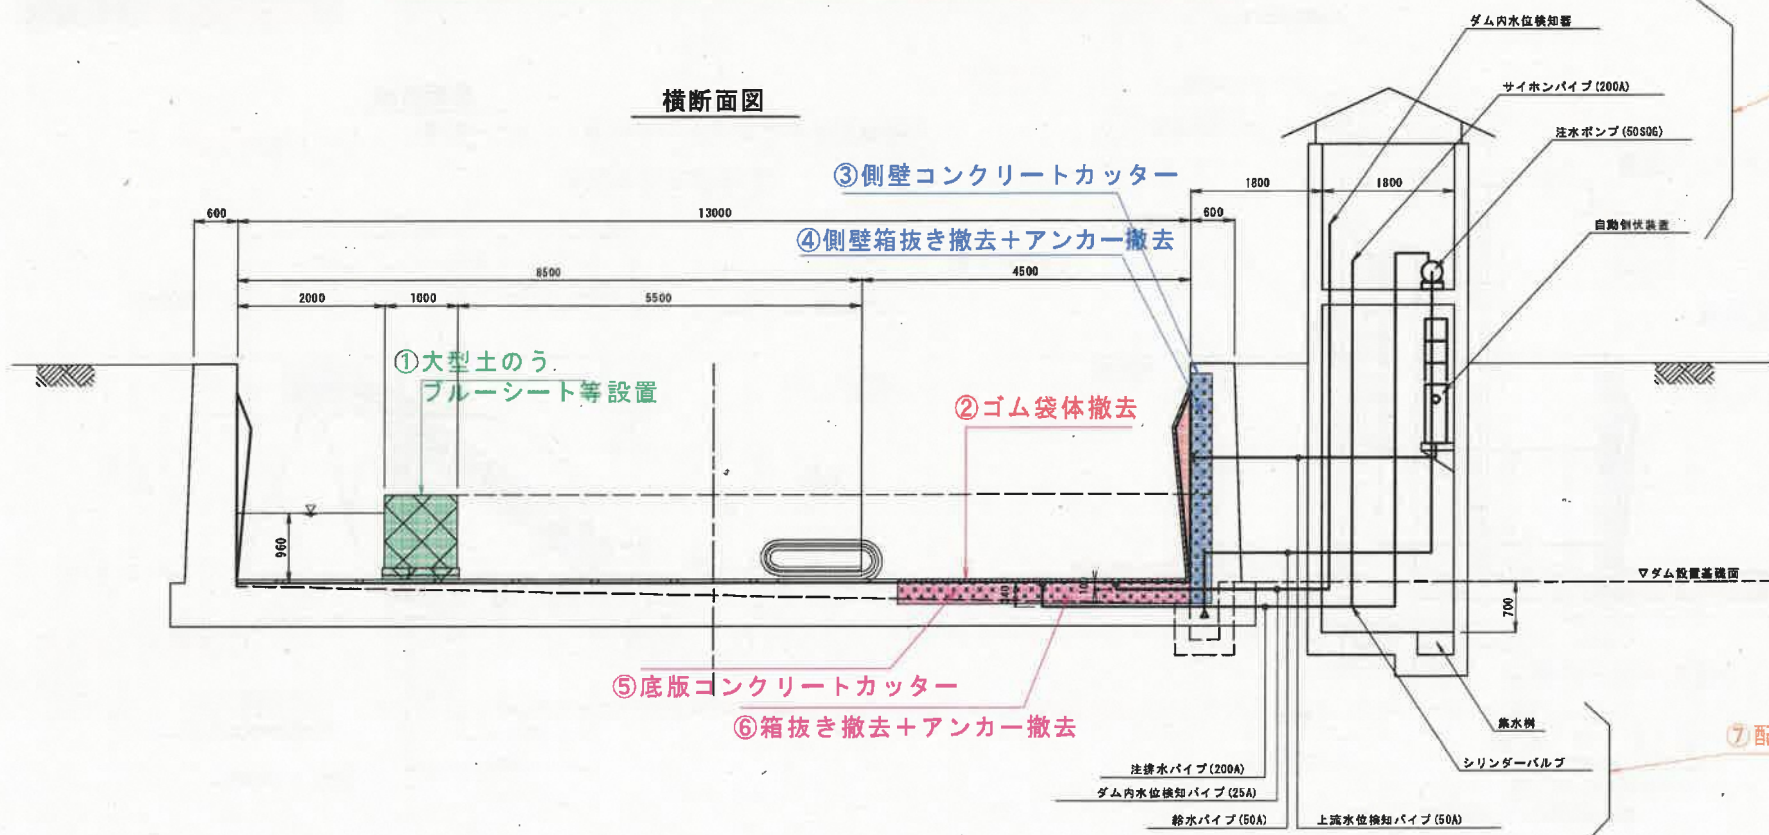 横断面図
ダム内水位検知器
サイホンパイプ(200A)
注水ポンプ(50SQG)
自動倒伏装置
③側壁コンクリートカッター
④側壁箱抜き撤去＋アンカー撤去
1800
1800
600
13000
600
8500
4500
2000
1000
5500
①大型土のう
ブルーシート等設置
②ゴム袋体撤去
960
▽ダム設置基礎面
700
⑤底版コンクリートカッター
⑥箱抜き撤去＋アンカー撤去
集水桝
シリンダーバルブ
⑦配
注排水パイプ(200A)
ダム内水位検知パイプ(25A)
給水パイプ(50A)
上流水位検知パイプ(50A)